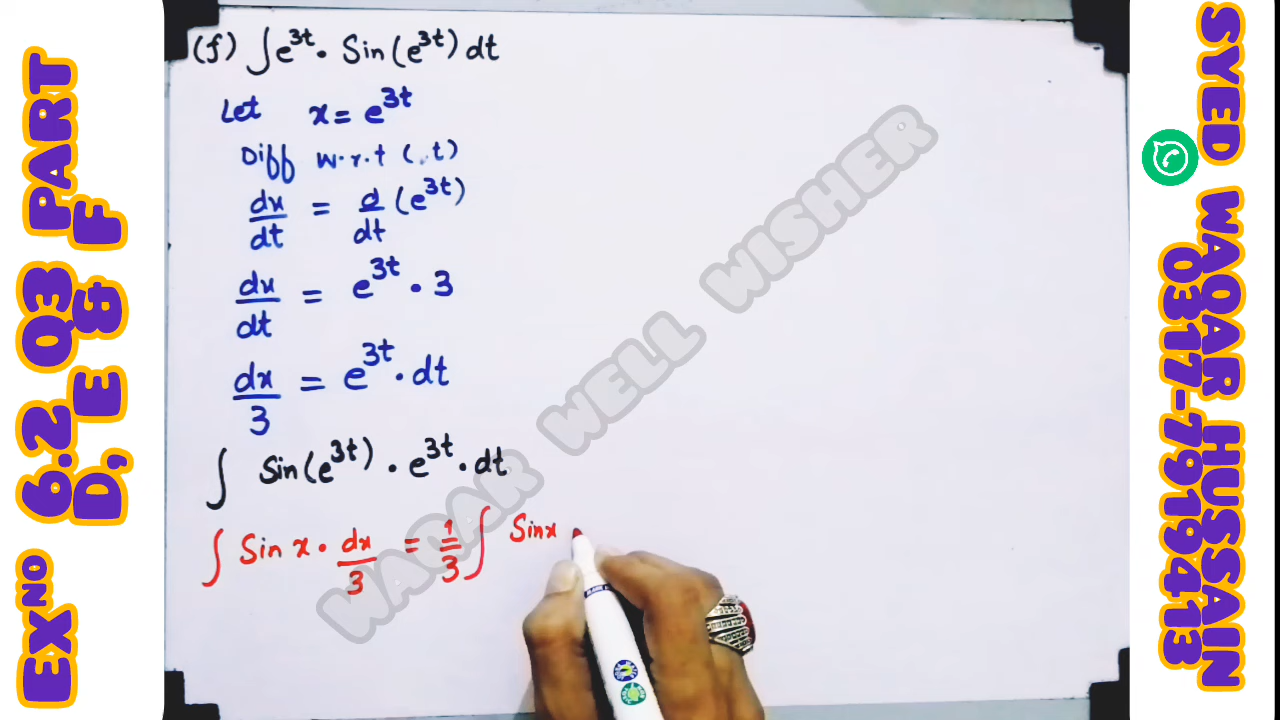 (f) ∫e^3t · Sin(e^3t) dt
Let x = e^3t
Diff w.r.t (t)
dx/dt = d/dt (e^3t)
dx/dt = e^3t · 3
dx/3 = e^3t · dt
∫ Sin(e^3t) · e^3t · dt
∫ Sin x · dx/3 = 1/3 ∫ Sinx
EX^NO 6.2 Q3 PART
D, E & F
SYED WAQAR HUSSAIN
0317-7919413
WAQAR WELL WISHER